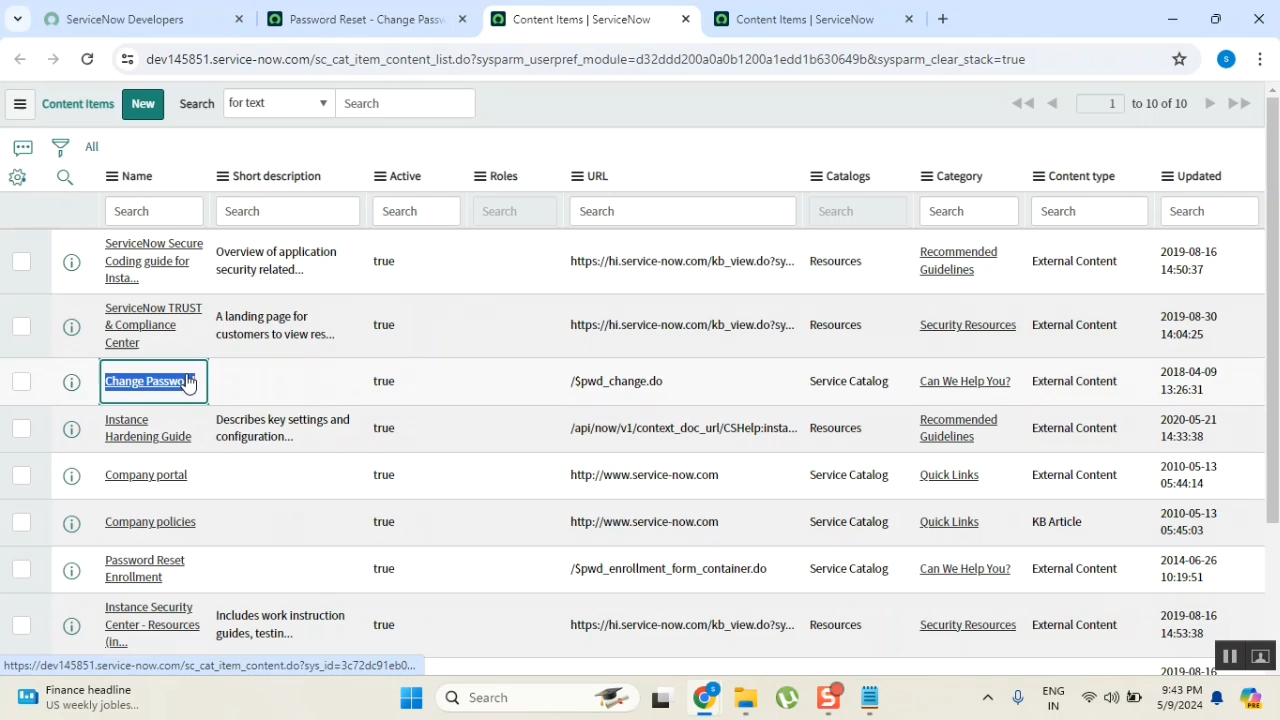 ServiceNow Developers
Password Reset - Change Passw
Content Items | ServiceNow
Content Items | ServiceNow
dev145851.service-now.com/sc_cat_item_content_list.do?sysparm_userpref_module=d32ddd200a0a0b1200a1edd1b630649b&sysparm_clear_stack=true
Content Items New Search for text Search 1 to 10 of 10
All
Name Short description Active Roles URL Catalogs Category Content type Updated
Search Search Search Search Search Search Search Search Search
ServiceNow Secure
Coding guide for
Insta...
Overview of application
security related...
true
https://hi.service-now.com/kb_view.do?sy...
Resources
Recommended
Guidelines
External Content
2019-08-16
14:50:37
ServiceNow TRUST
& Compliance
Center
A landing page for
customers to view res...
true
https://hi.service-now.com/kb_view.do?sy...
Resources
Security Resources
External Content
2019-08-30
14:04:25
Change Password
true
/$pwd_change.do
Service Catalog
Can We Help You?
External Content
2018-04-09
13:26:31
Instance
Hardening Guide
Describes key settings and
configuration...
true
/api/now/v1/context_doc_url/CSHelp:insta...
Resources
Recommended
Guidelines
External Content
2020-05-21
14:33:38
Company portal
true
http://www.service-now.com
Service Catalog
Quick Links
External Content
2010-05-13
05:44:14
Company policies
true
http://www.service-now.com
Service Catalog
Quick Links
KB Article
2010-05-13
05:45:03
Password Reset
Enrollment
true
/$pwd_enrollment_form_container.do
Service Catalog
Can We Help You?
External Content
2014-06-26
10:19:51
Instance Security
Center - Resources
(in...
Includes work instruction
guides, testin...
true
https://hi.service-now.com/kb_view.do?sy...
Resources
Security Resources
External Content
2019-08-16
14:53:38
https://dev145851.service-now.com/sc_cat_item_content.do?sys_id=3c72dc91eb0...
2019-08-16
Finance headline
US weekly jobles...
Search
ENG
IN
9:43 PM
5/9/2024